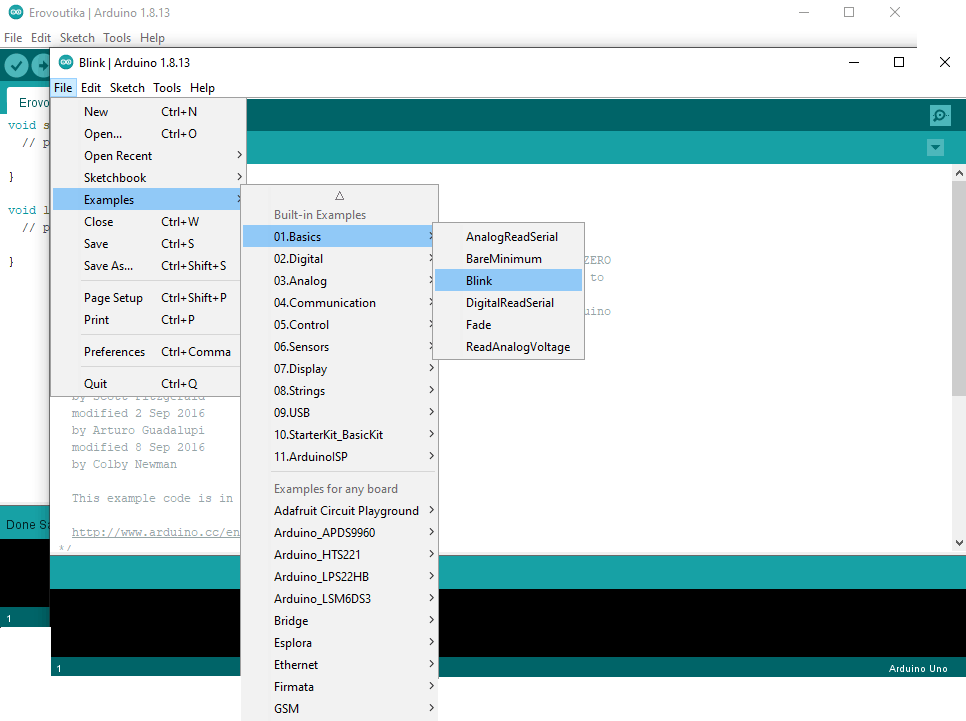 Erovoutika | Arduino 1.8.13
File Edit Sketch Tools Help
Blink | Arduino 1.8.13
File Edit Sketch Tools Help
Erovo
void s
// p
}
void l
// p
}
Done Sa
1
New Ctrl+N
Open... Ctrl+O
Open Recent
Sketchbook
Examples
Close Ctrl+W
Save Ctrl+S
Save As... Ctrl+Shift+S
Page Setup Ctrl+Shift+P
Print Ctrl+P
Preferences Ctrl+Comma
Quit Ctrl+Q
Built-in Examples
01.Basics
02.Digital
03.Analog
04.Communication
05.Control
06.Sensors
07.Display
08.Strings
09.USB
10.StarterKit_BasicKit
11.ArduinoISP
Examples for any board
Adafruit Circuit Playground
Arduino_APDS9960
Arduino_HTS221
Arduino_LPS22HB
Arduino_LSM6DS3
Bridge
Esplora
Ethernet
Firmata
GSM
AnalogReadSerial
BareMinimum
Blink
DigitalReadSerial
Fade
ReadAnalogVoltage
ZERO
to
uino
by Scott Fitzgerald
modified 2 Sep 2016
by Arturo Guadalupi
modified 8 Sep 2016
by Colby Newman
This example code is in
http://www.arduino.cc/en
*/
1
Arduino Uno